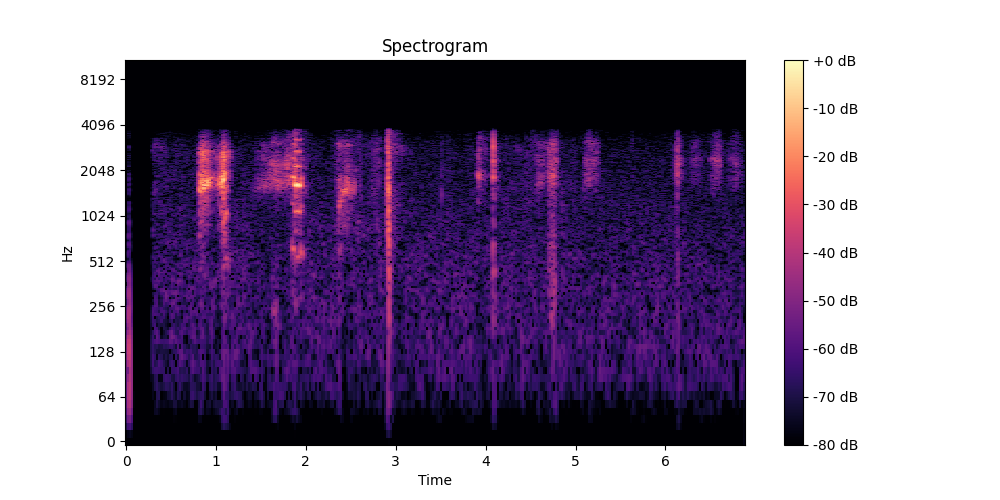 Spectrogram
8192
4096
2048
1024
512
256
128
64
0
Hz
0 1 2 3 4 5 6
Time
+0 dB
-10 dB
-20 dB
-30 dB
-40 dB
-50 dB
-60 dB
-70 dB
-80 dB